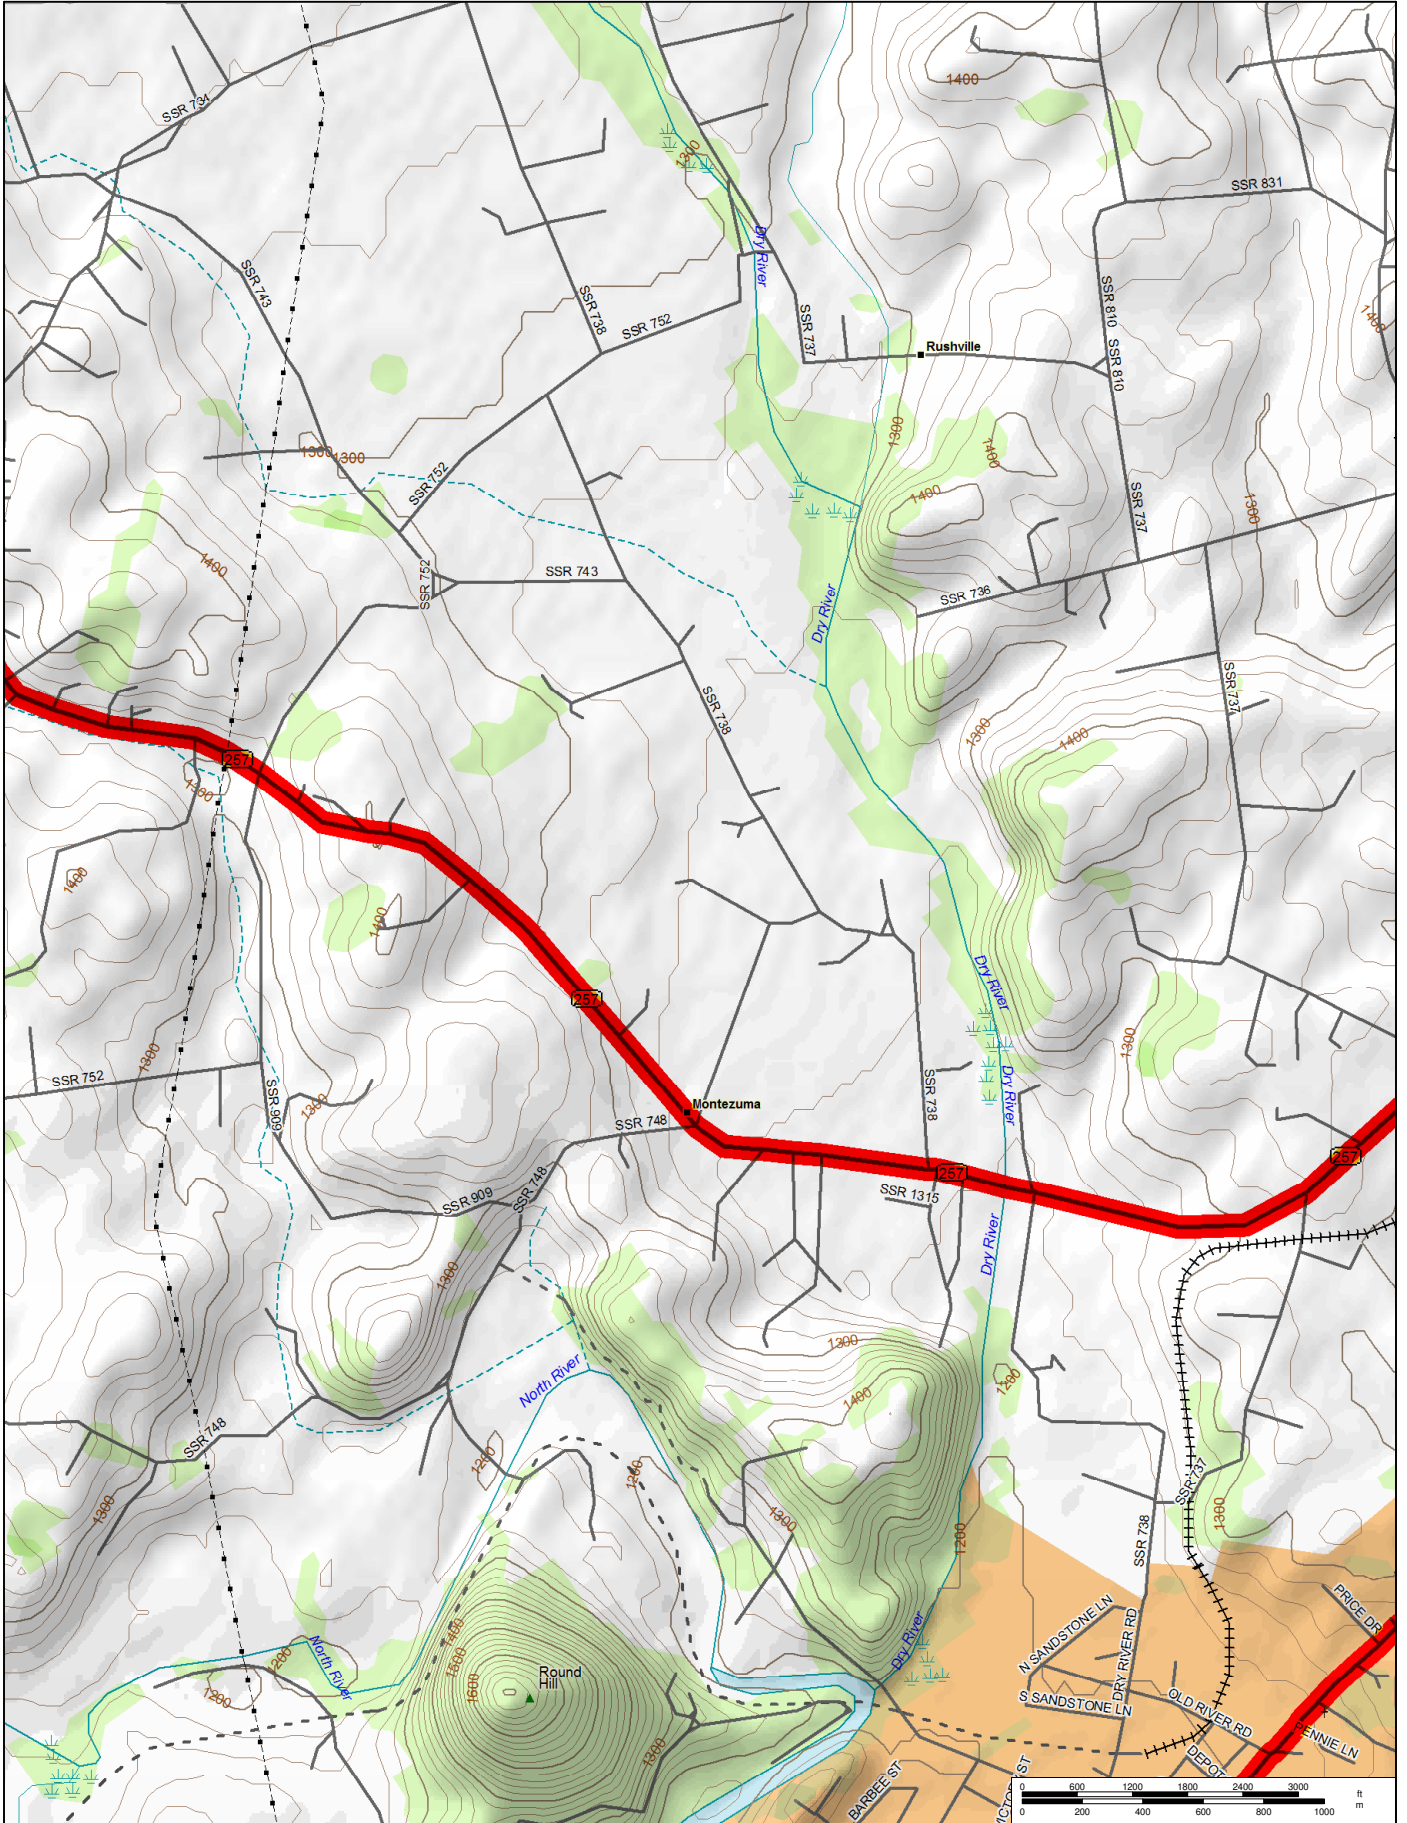 1400
SSR 734
1300
SSR 831
Dry River
SSR 743
SSR 810
SSR 738
SSR 752
SSR 737
1400
Rushville
SSR 810
1300
1400
1300
1300
SSR 752
1400
SSR 737
1300
1400
SSR 752
SSR 743
SSR 736
Dry River
SSR 737
SSR 738
1300
1400
257
1300
1400
1400
Dry River
257
1300
1300
SSR 752
SSR 909
1300
Montezuma
SSR 738
Dry River
SSR 748
257
257
SSR 748
SSR 909
SSR 1315
Dry River
1300
1300
North River
1200
1400
SSR 748
1200
1200
SSR 737
1300
1300
1300
1200
SSR 738
PRICE DR
N SANDSTONE LN
DRY RIVER RD
Dry River
1400
1500
1600
North River
1200
1200
Round
Hill
S SANDSTONE LN
OLD RIVER RD
PENNIE LN
1300
DEPOT
BARBEE ST
ST
0 600 1200 1800 2400 3000 ft
0 200 400 600 800 1000 m